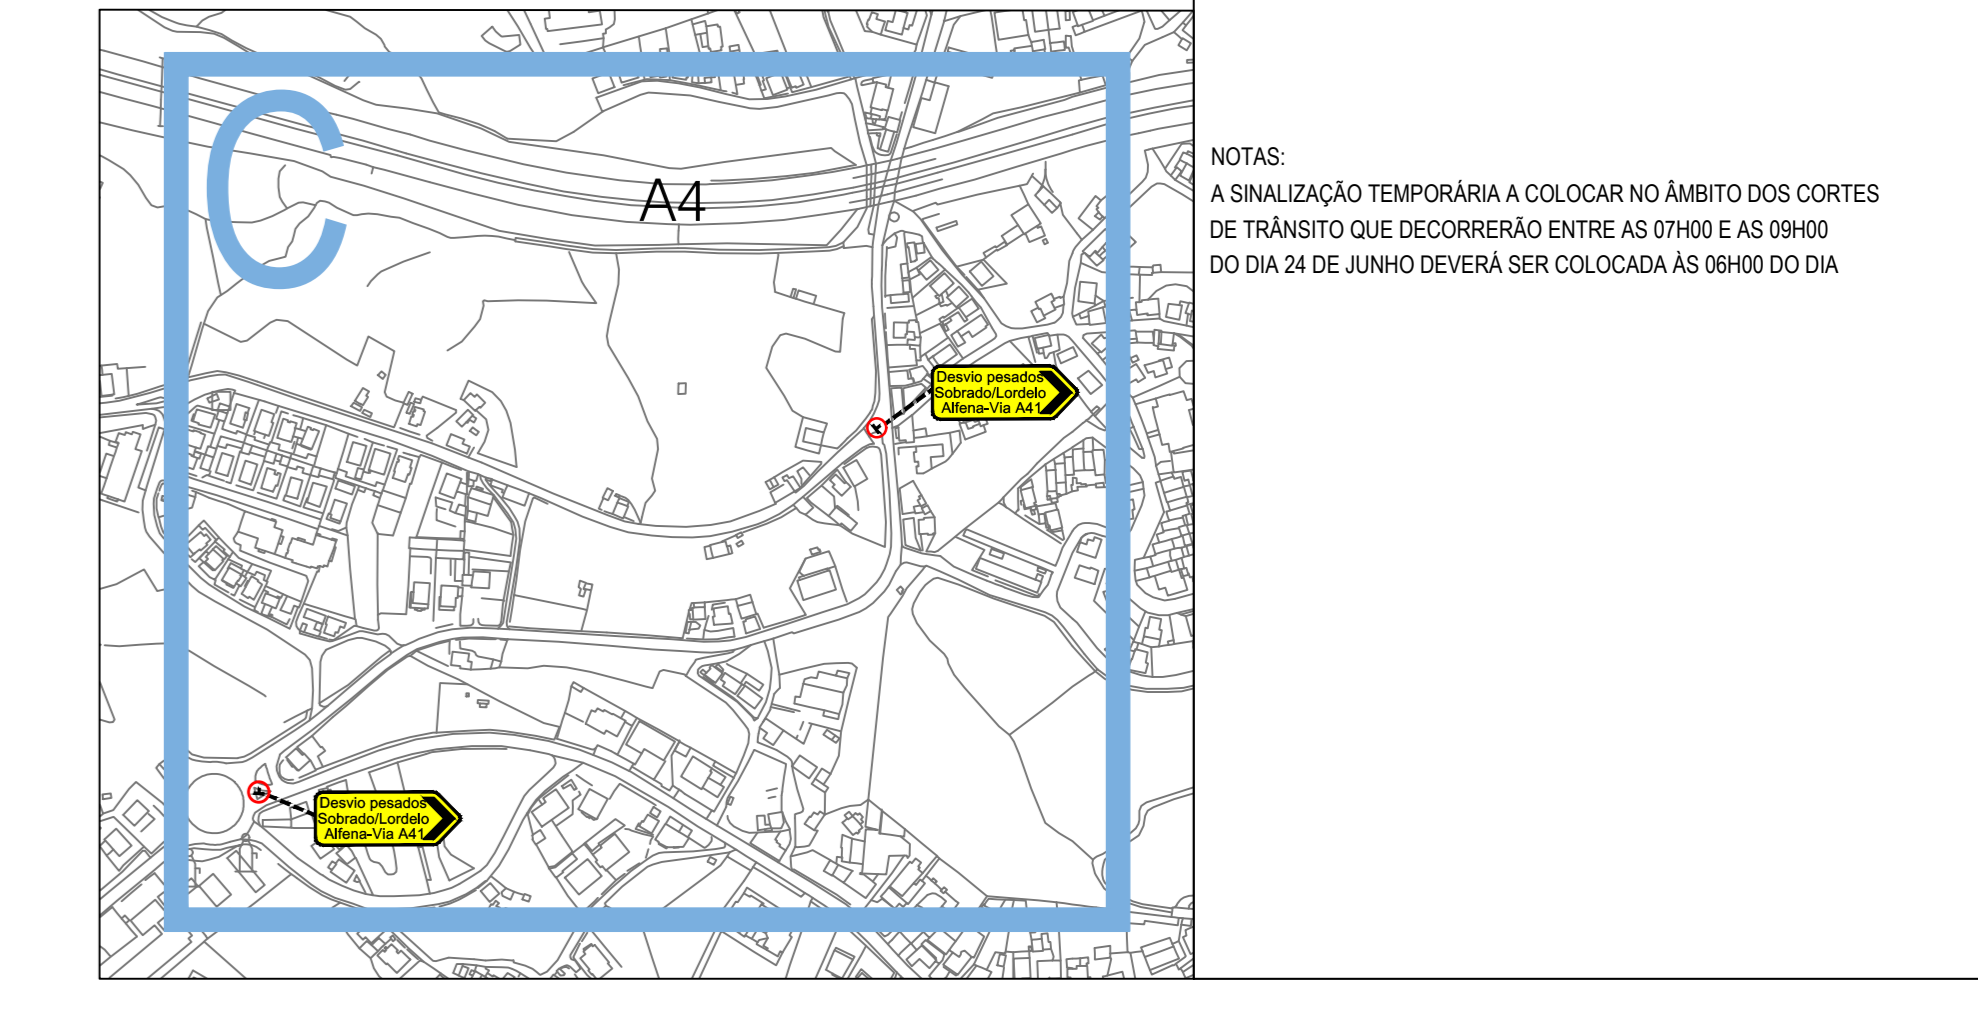 C
A4
Desvio pesados
Sobrado/Lordelo
Alfena-Via A41
Desvio pesados
Sobrado/Lordelo
Alfena-Via A41
NOTAS:
A SINALIZAÇÃO TEMPORÁRIA A COLOCAR NO ÂMBITO DOS CORTES
DE TRÂNSITO QUE DECORRERÃO ENTRE AS 07H00 E AS 09H00
DO DIA 24 DE JUNHO DEVERÁ SER COLOCADA ÀS 06H00 DO DIA